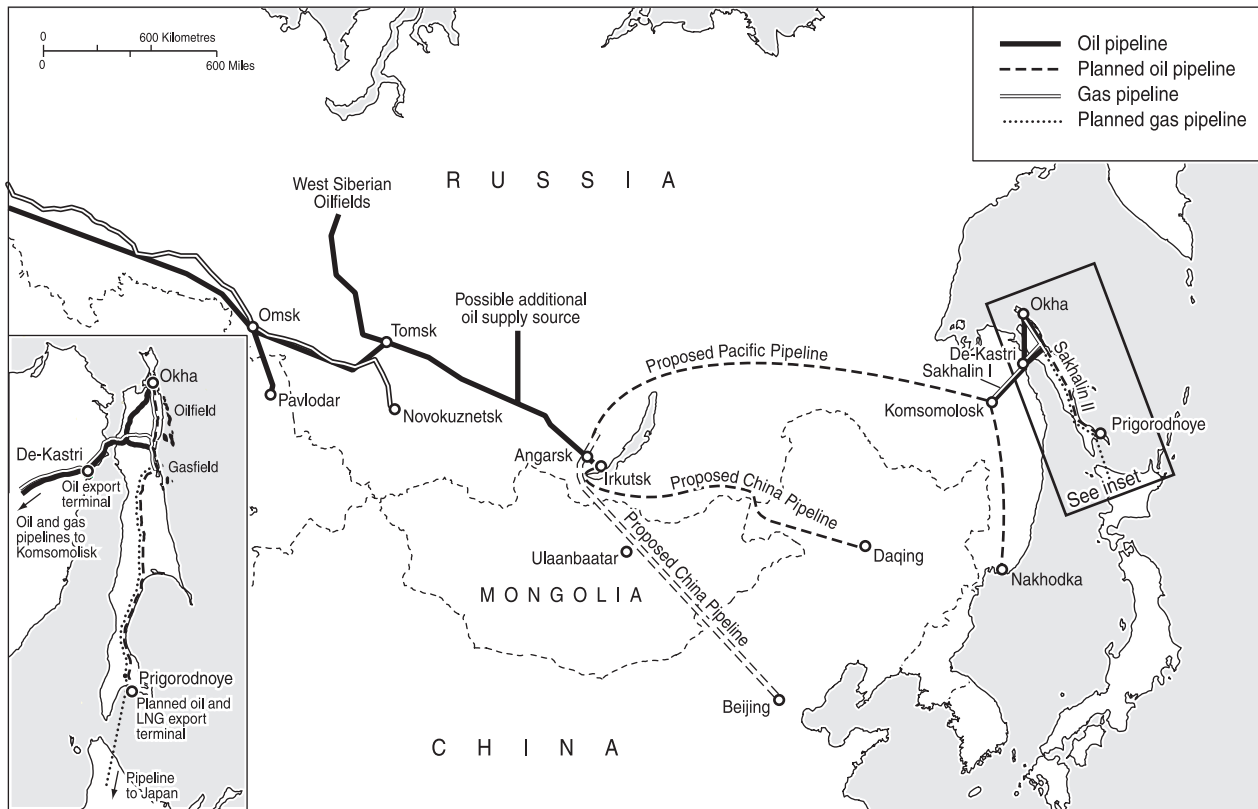 0
600 Kilometres
0
600 Miles
Oil pipeline
Planned oil pipeline
Gas pipeline
Planned gas pipeline
RUSSIA
West Siberian
Oilfields
Possible additional
oil supply source
Omsk
Tomsk
Pavlodar
Novokuznetsk
Angarsk
Irkutsk
Proposed Pacific Pipeline
Proposed China Pipeline
Proposed China Pipeline
Okha
De-Kastri
Sakhalin I
Sakhalin II
Komsomolosk
Prigorodnoye
See inset
Ulaanbaatar
Daqing
Nakhodka
MONGOLIA
Beijing
CHINA
Okha
Oilfield
De-Kastri
Gasfield
Oil export
terminal
Oil and gas
pipelines to
Komsomolisk
Prigorodnoye
Planned oil and
LNG export
terminal
Pipeline
to Japan